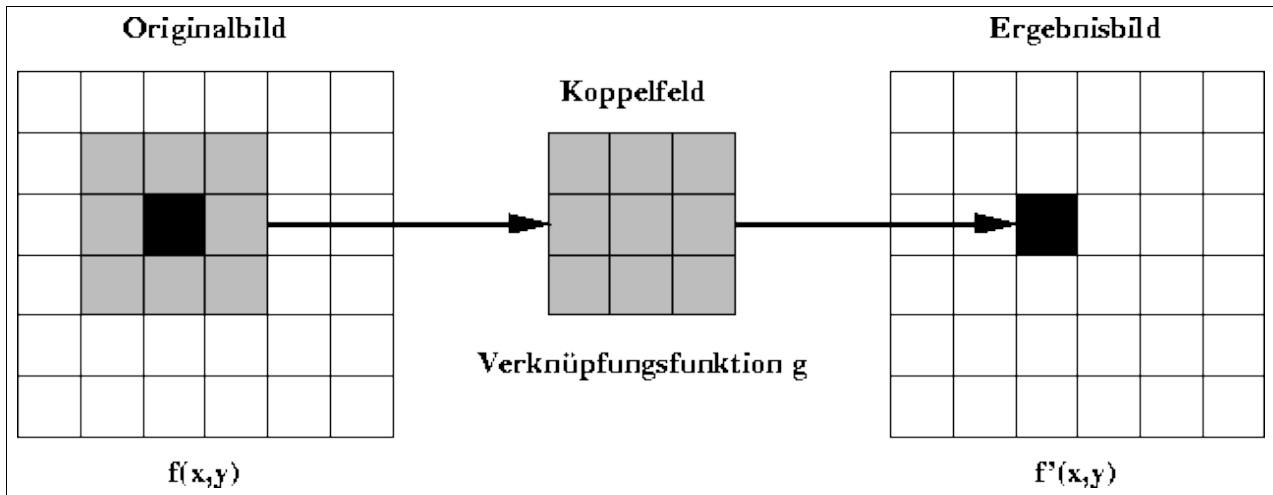 Originalbild
Ergebnisbild
Koppelfeld
Verknüpfungsfunktion g
f(x,y)
f'(x,y)